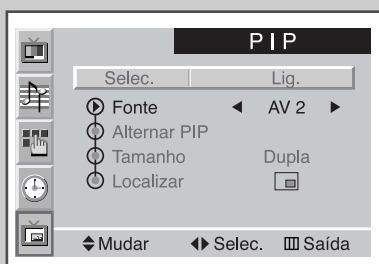 PIP
Selec. Lig.
Fonte AV 2
Alternar PIP
Tamanho Dupla
Localizar
Mudar Selec. Saída